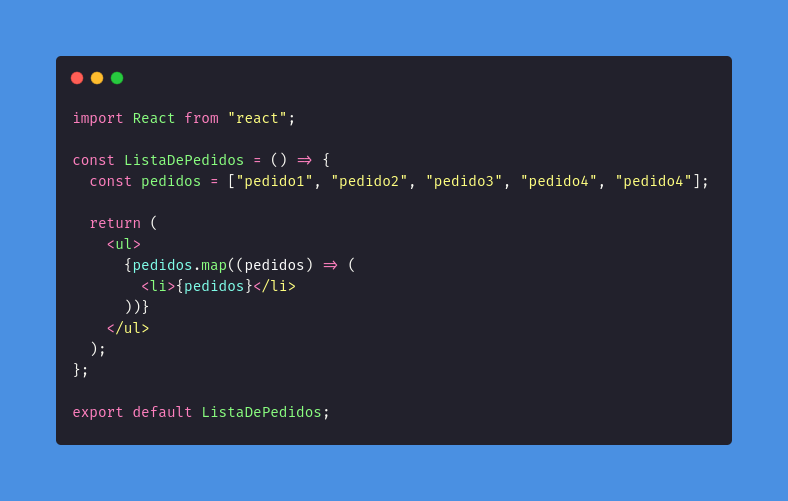 import React from "react";
const ListaDePedidos = () => {
  const pedidos = ["pedido1", "pedido2", "pedido3", "pedido4", "pedido4"];
  return (
    <ul>
      {pedidos.map((pedidos) => (
        <li>{pedidos}</li>
      ))}
    </ul>
  );
};
export default ListaDePedidos;